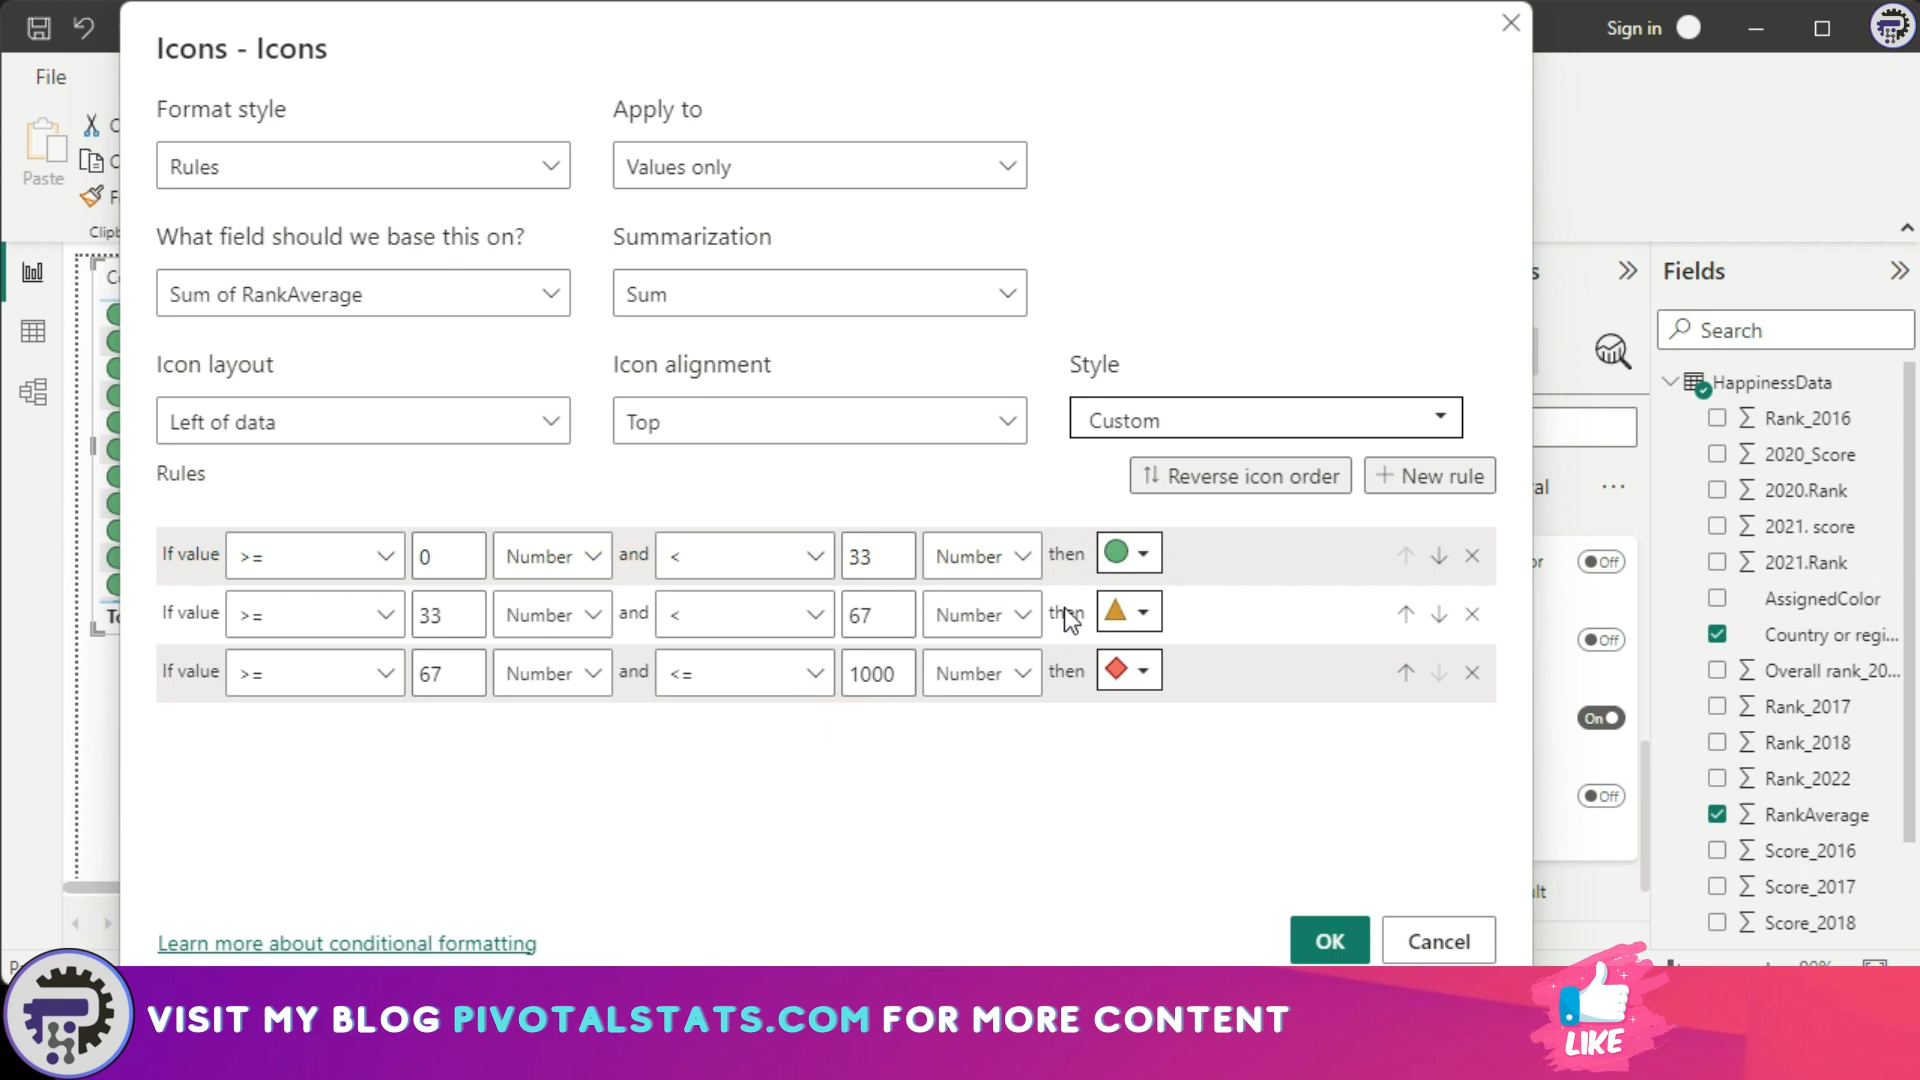 Icons - Icons
Sign in
File
Format style
Apply to
Rules
Values only
Paste
What field should we base this on?
Summarization
Sum of RankAverage
Sum
Fields
Search
Icon layout
Icon alignment
Style
Left of data
Top
Custom
Rules
Reverse icon order
New rule
If value >= 0 Number and < 33 Number then
If value >= 33 Number and < 67 Number then
If value >= 67 Number and <= 1000 Number then
HappinessData
Rank_2016
2020_Score
2020.Rank
2021. score
2021.Rank
AssignedColor
Country or regi...
Overall rank_20...
Rank_2017
Rank_2018
Rank_2022
RankAverage
Score_2016
Score_2017
Score_2018
Off
Off
On
Off
Learn more about conditional formatting
OK
Cancel
VISIT MY BLOG PIVOTALSTATS.COM FOR MORE CONTENT
LIKE